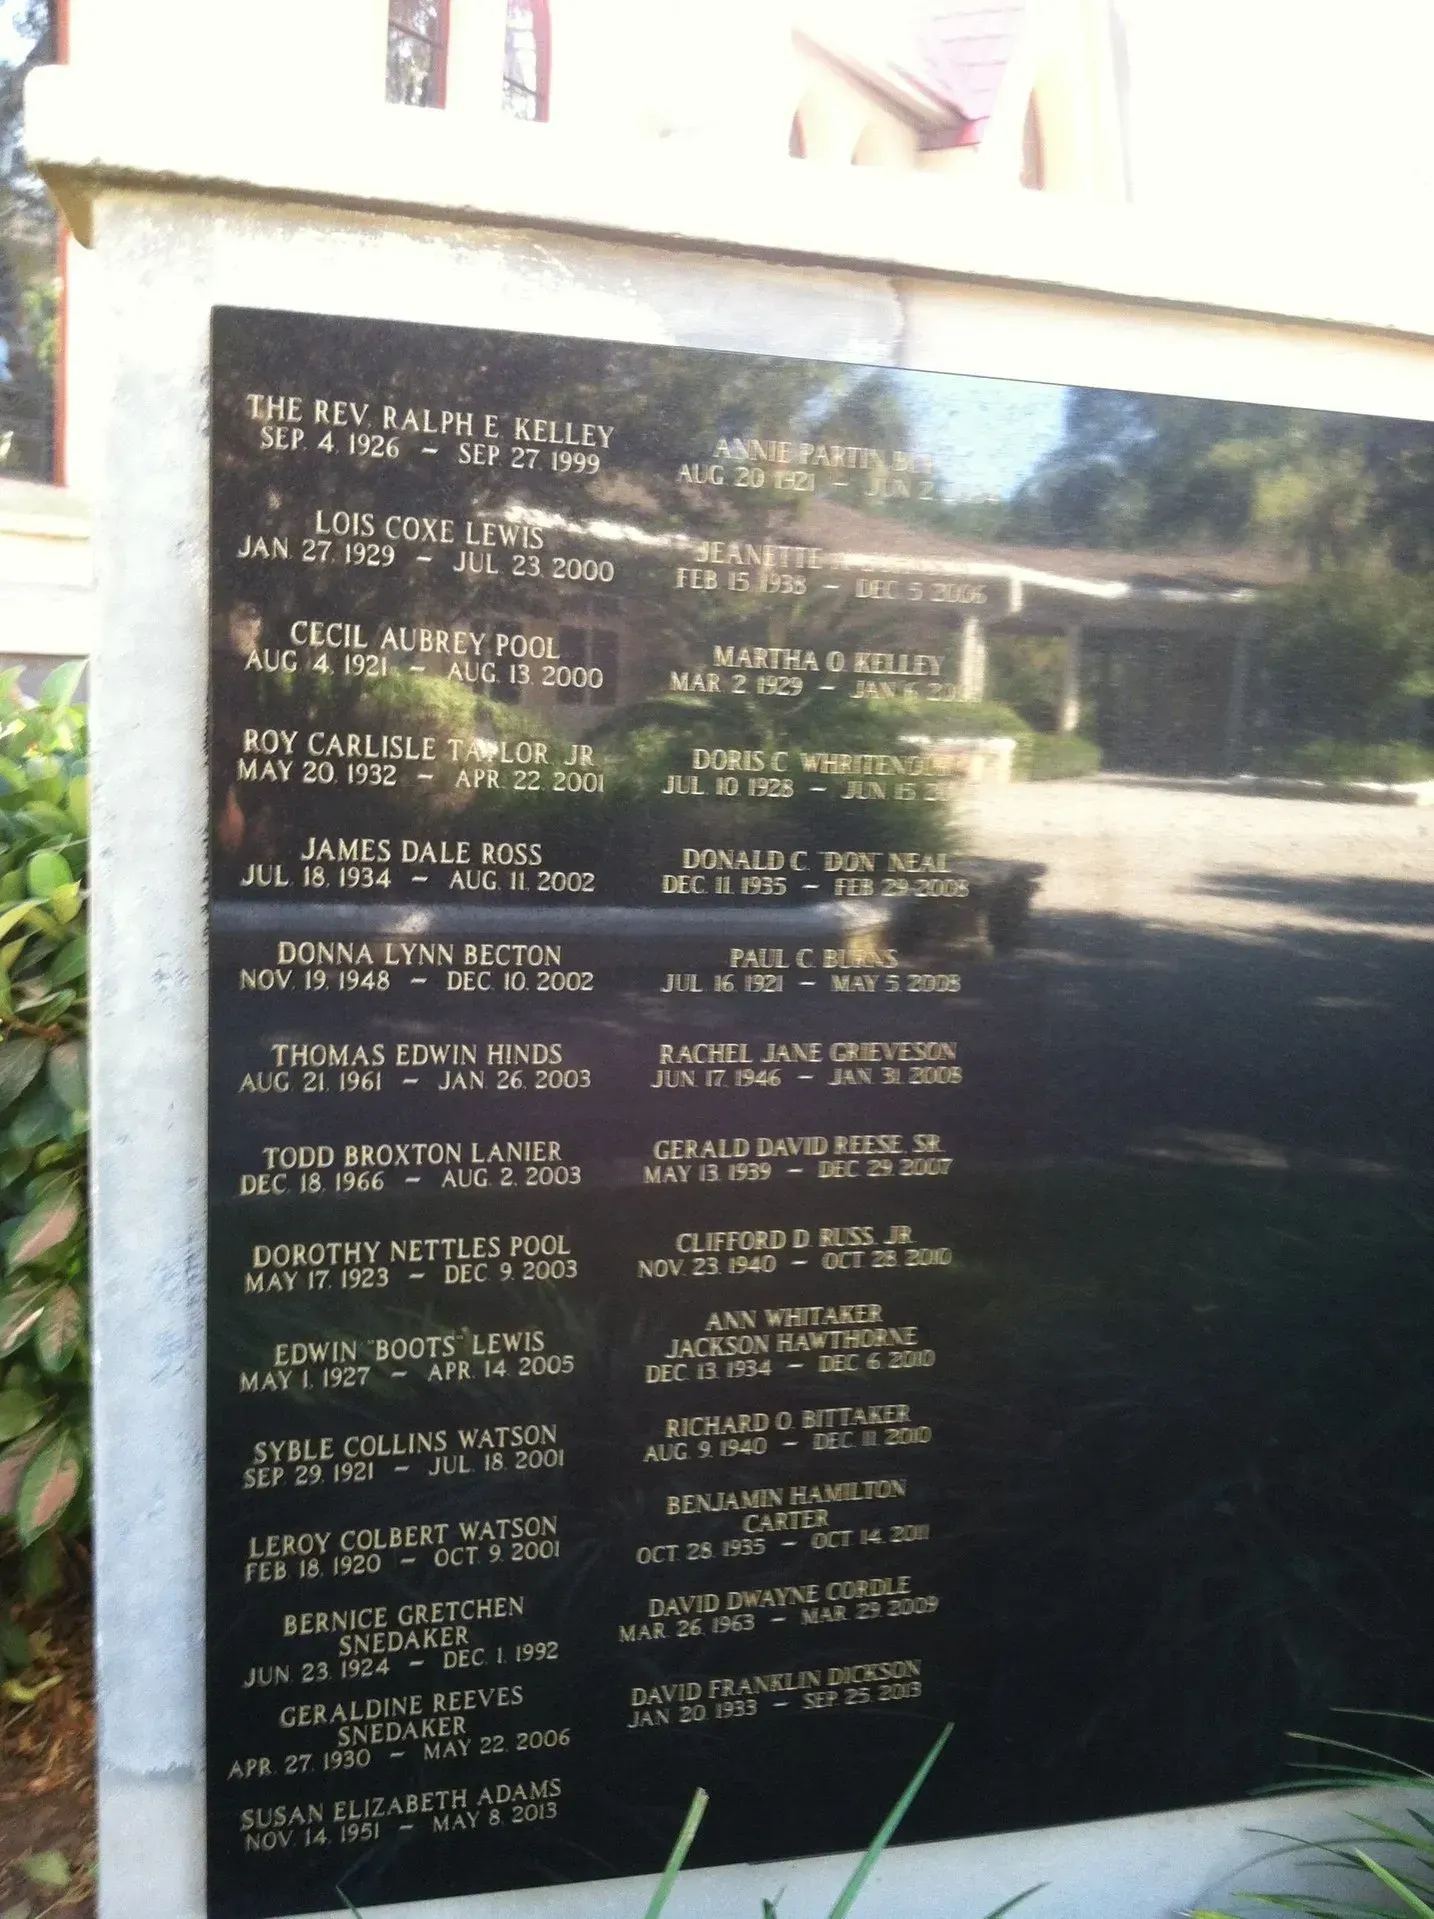 THE REV. RALPH E. KELLEY
SEP. 4, 1926 ~ SEP. 27, 1999
LOIS COXE LEWIS
JAN. 27, 1929 ~ JUL. 23, 2000
CECIL AUBREY POOL
AUG. 4, 1921 ~ AUG. 13, 2000
ROY CARLISLE TAYLOR, JR.
MAY 20, 1932 ~ APR. 22, 2001
JAMES DALE ROSS
JUL. 18, 1934 ~ AUG. 11, 2002
DONNA LYNN BECTON
NOV. 19, 1948 ~ DEC. 10, 2002
THOMAS EDWIN HINDS
AUG. 21, 1961 ~ JAN. 26, 2003
TODD BROXTON LANIER
DEC. 18, 1966 ~ AUG. 2, 2003
DOROTHY NETTLES POOL
MAY 17, 1923 ~ DEC. 9, 2003
EDWIN "BOOTS" LEWIS
MAY 1, 1927 ~ APR. 14, 2005
SYBLE COLLINS WATSON
SEP. 29, 1921 ~ JUL. 18, 2001
LEROY COLBERT WATSON
FEB. 18, 1920 ~ OCT. 9, 2001
BERNICE GRETCHEN
SNEDAKER
JUN. 23, 1924 ~ DEC. 1, 1992
GERALDINE REEVES
SNEDAKER
APR. 27, 1930 ~ MAY 22, 2006
SUSAN ELIZABETH ADAMS
NOV. 14, 1951 ~ MAY 8, 2013
ANNIE PARTIN
AUG. 20, 1921 ~ JUN.
JEANETTE
FEB. 15, 1938 ~ DEC. 5, 2006
MARTHA O. KELLEY
MAR. 2, 1929 ~ JAN. 6,
DORIS C.
JUL. 10, 1928 ~ JUN. 15,
DONALD C. "DON" NEAL
DEC. 11, 1935 ~ FEB. 29, 2008
PAUL C. BURNS
JUL. 16, 1921 ~ MAY 5, 2008
RACHEL JANE GRIEVESON
JUN. 17, 1946 ~ JAN. 31, 2008
GERALD DAVID REESE, SR.
MAY 13, 1939 ~ DEC. 29, 2007
CLIFFORD D. RUSS, JR.
NOV. 23, 1940 ~ OCT. 28, 2010
ANN WHITAKER
JACKSON HAWTHORNE
DEC. 13, 1934 ~ DEC. 6, 2010
RICHARD O. BITTAKER
AUG. 9, 1940 ~ DEC. 11, 2010
BENJAMIN HAMILTON
CARTER
OCT. 28, 1935 ~ OCT. 14, 2011
DAVID DWAYNE CORDLE
MAR. 26, 1963 ~ MAR. 29, 2009
DAVID FRANKLIN DICKSON
JAN. 20, 1933 ~ SEP. 25, 2013